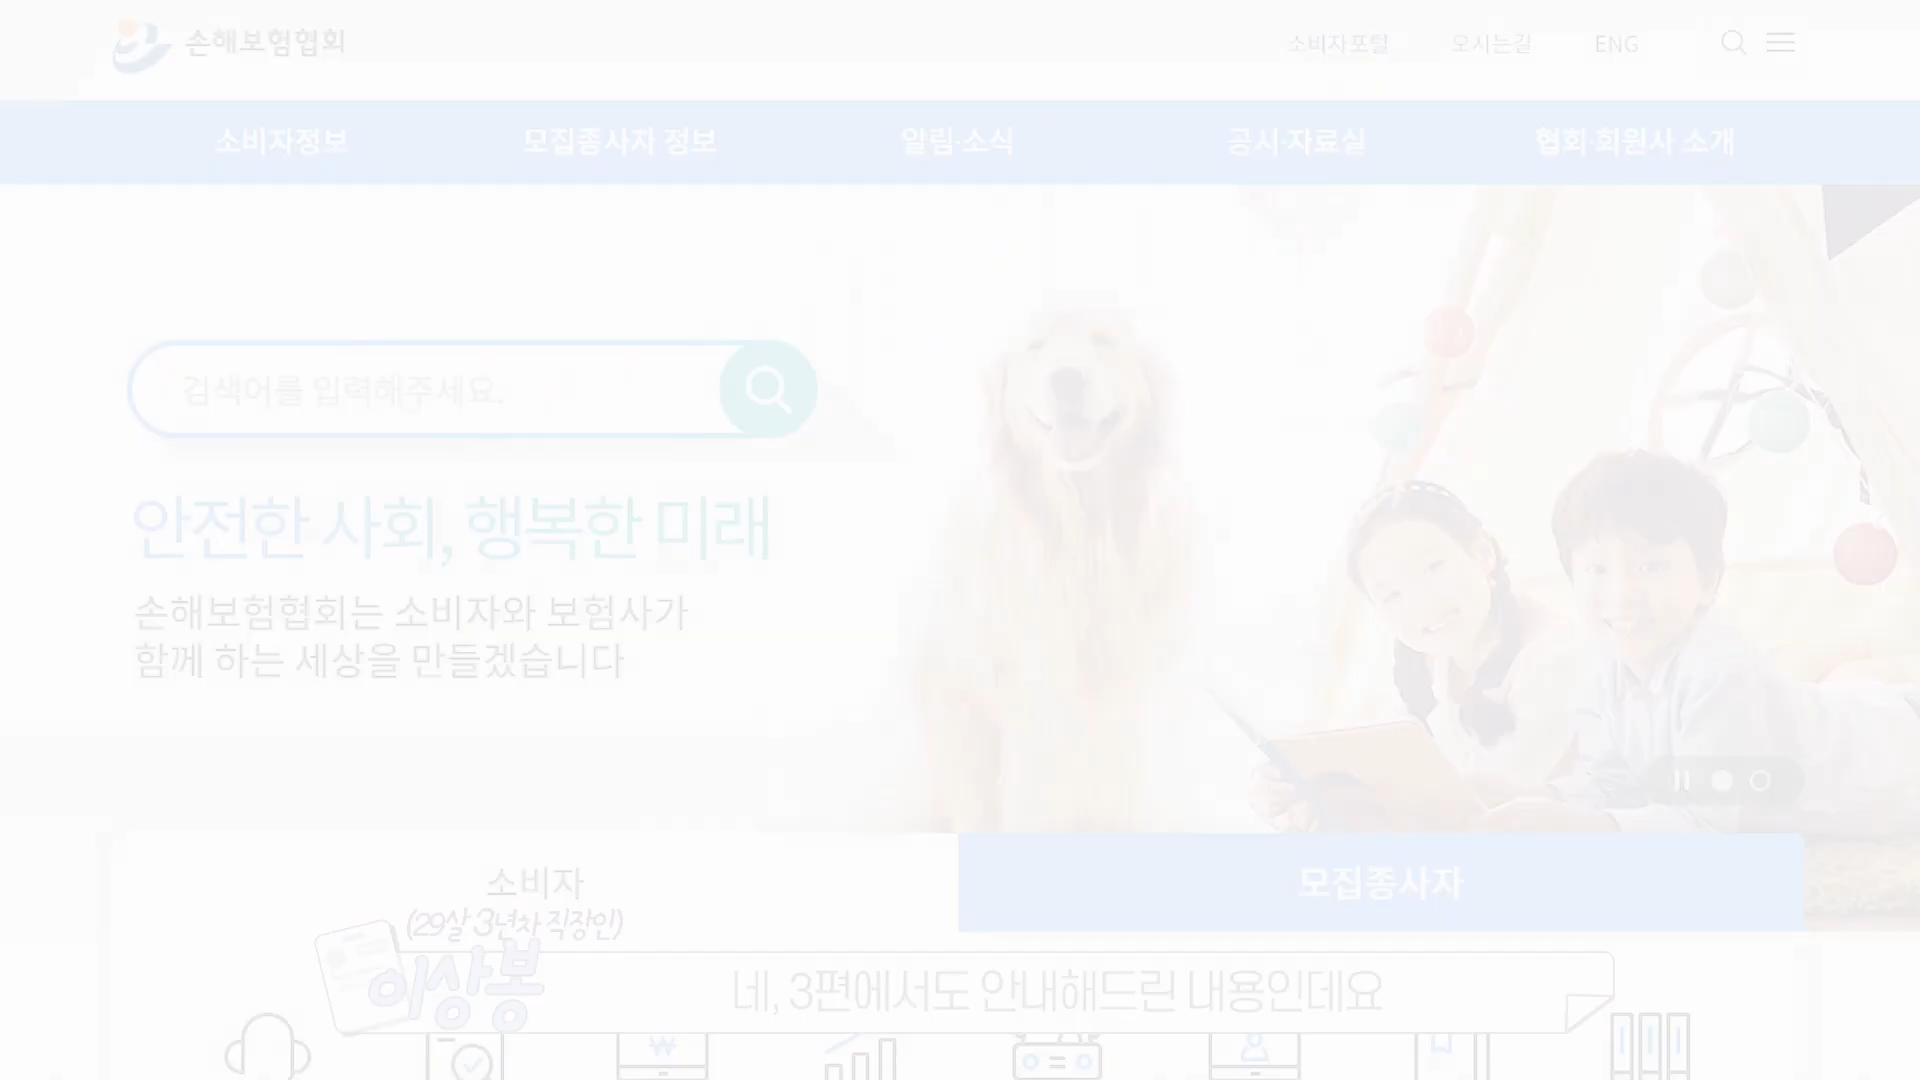 손해보험협회
소비자포털 오시는길 ENG
소비자정보 모집종사자 정보 알림·소식 공시·자료실 협회·회원사 소개
검색어를 입력해주세요.
안전한 사회, 행복한 미래
손해보험협회는 소비자와 보험사가
함께 하는 세상을 만들겠습니다
소비자 모집종사자
(29살 3년차 직장인)
이상봉
네, 3편에서도 안내해드린 내용인데요